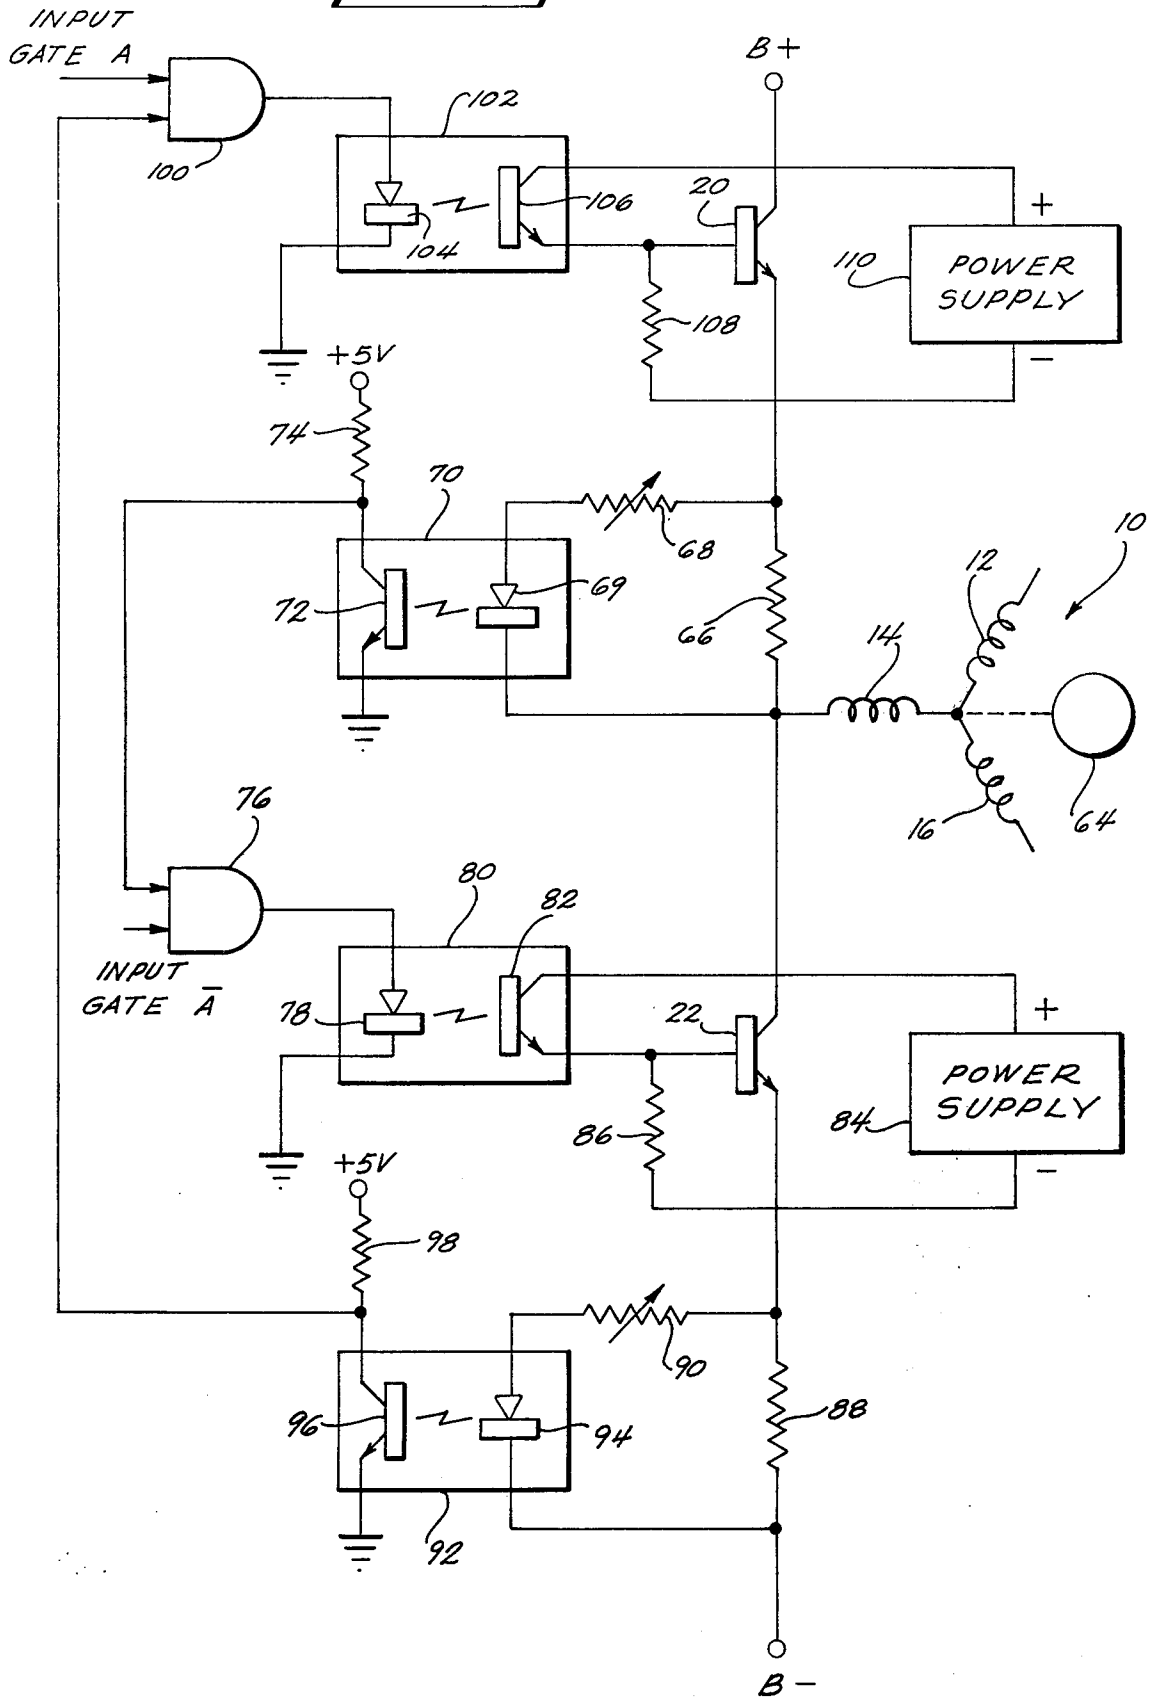 INPUT
GATE A
B+
102
100
20
106
+
104
110
POWER
SUPPLY
108
+5V
−
74
70
10
68
12
69
72
66
14
76
16
64
80
82
INPUT
GATE Ā
78
22
+
POWER
SUPPLY
86
84
+5V
−
98
90
88
96
94
92
B−